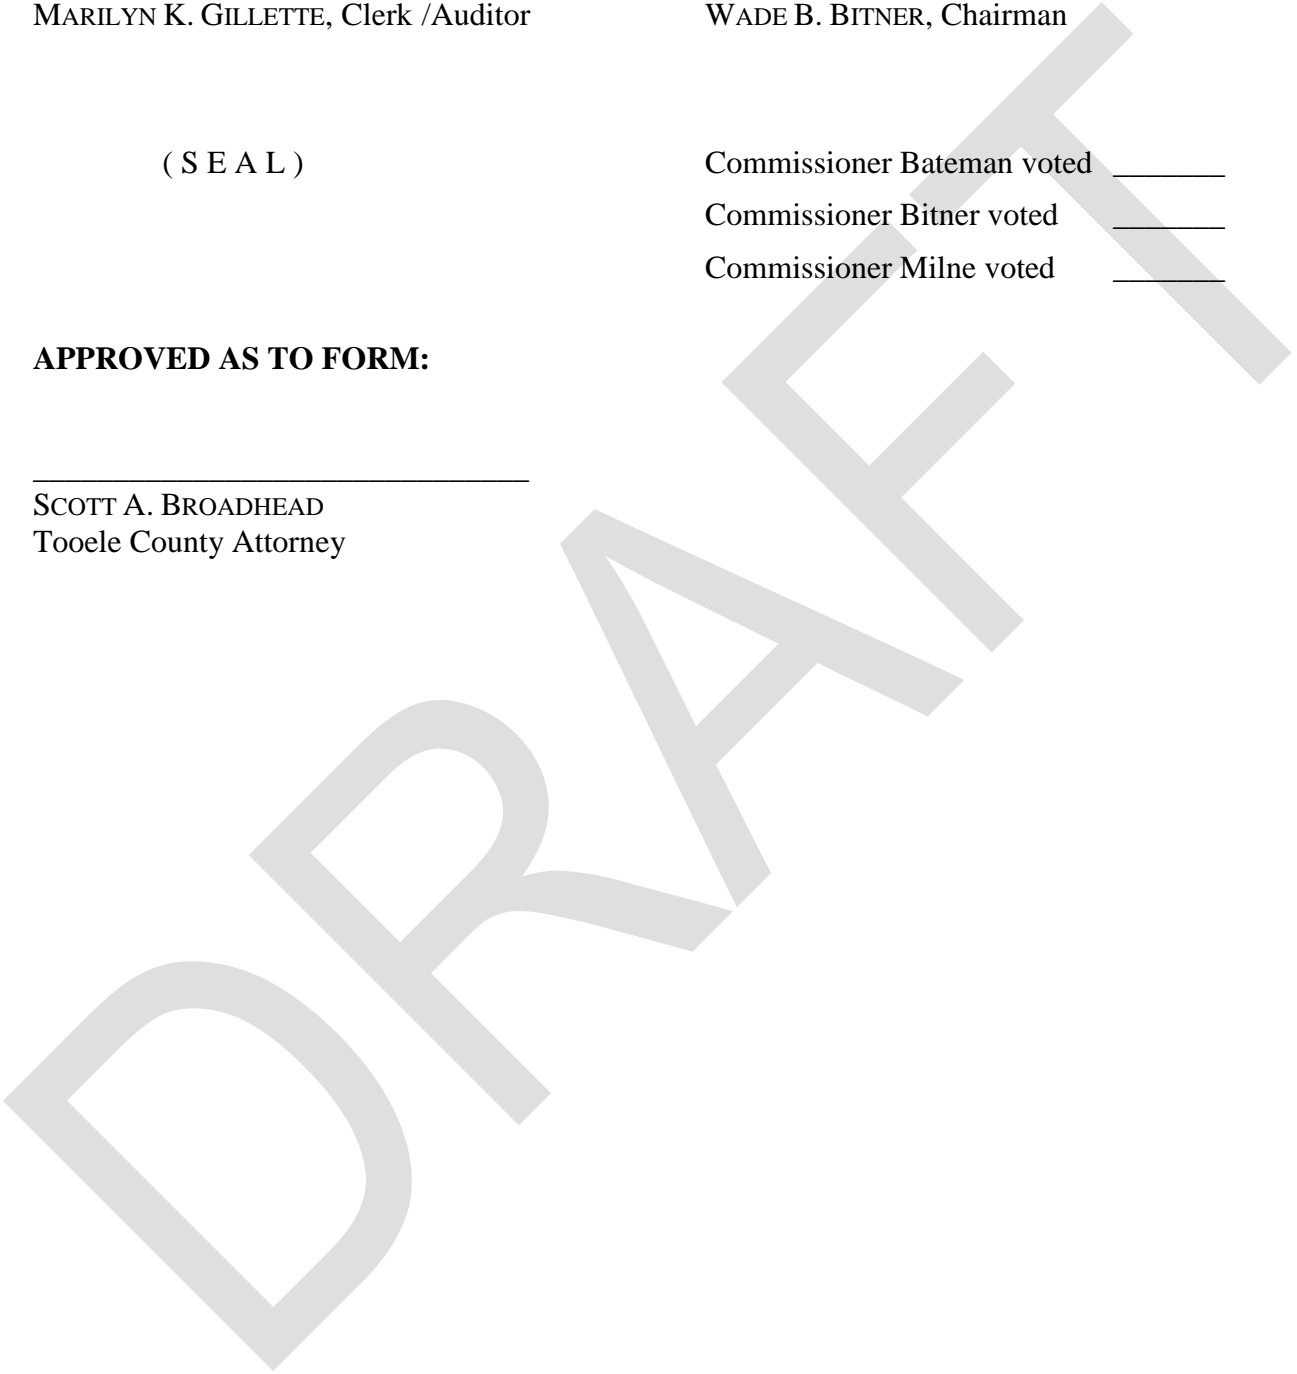 MARILYN K. GILLETTE, Clerk /Auditor WADE B. BITNER, Chairman
( S E A L ) Commissioner Bateman voted _______
Commissioner Bitner voted _______
Commissioner Milne voted _______
APPROVED AS TO FORM:
_______________________________
SCOTT A. BROADHEAD
Tooele County Attorney
DRAFT